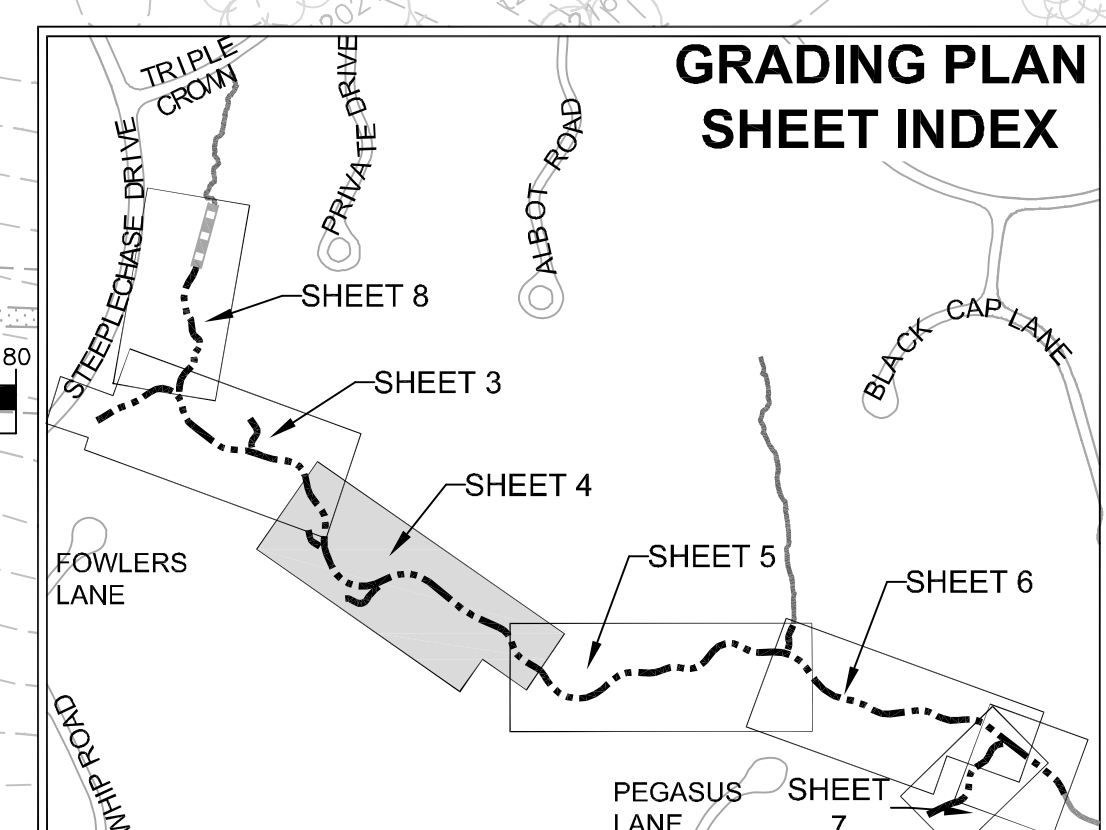 GRADING PLAN
SHEET INDEX
TRIPLE
CROWN
PRIVATE DRIVE
ALBOT ROAD
STEEPLECHASE DRIVE
BLACK CAP LANE
SHEET 8
80
SHEET 3
SHEET 4
FOWLERS
LANE
SHEET 5
SHEET 6
WHIP ROAD
PEGASUS
LANE
SHEET
7